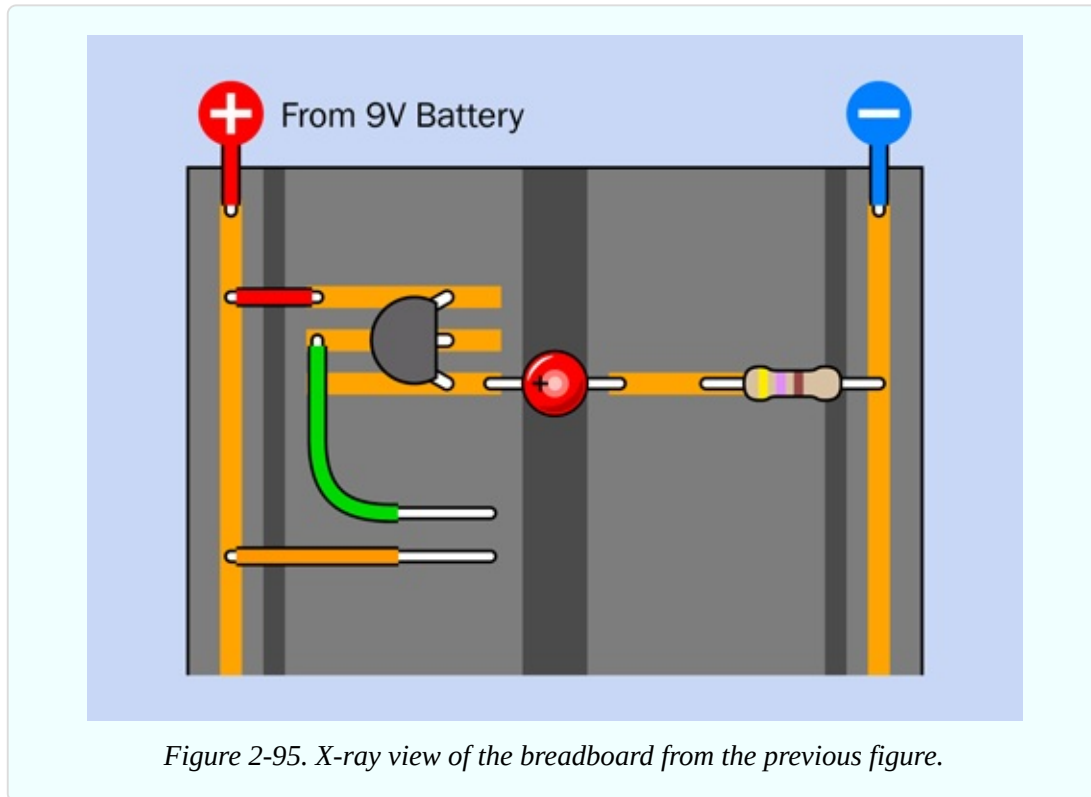 From 9V Battery
Figure 2-95. X-ray view of the breadboard from the previous figure.